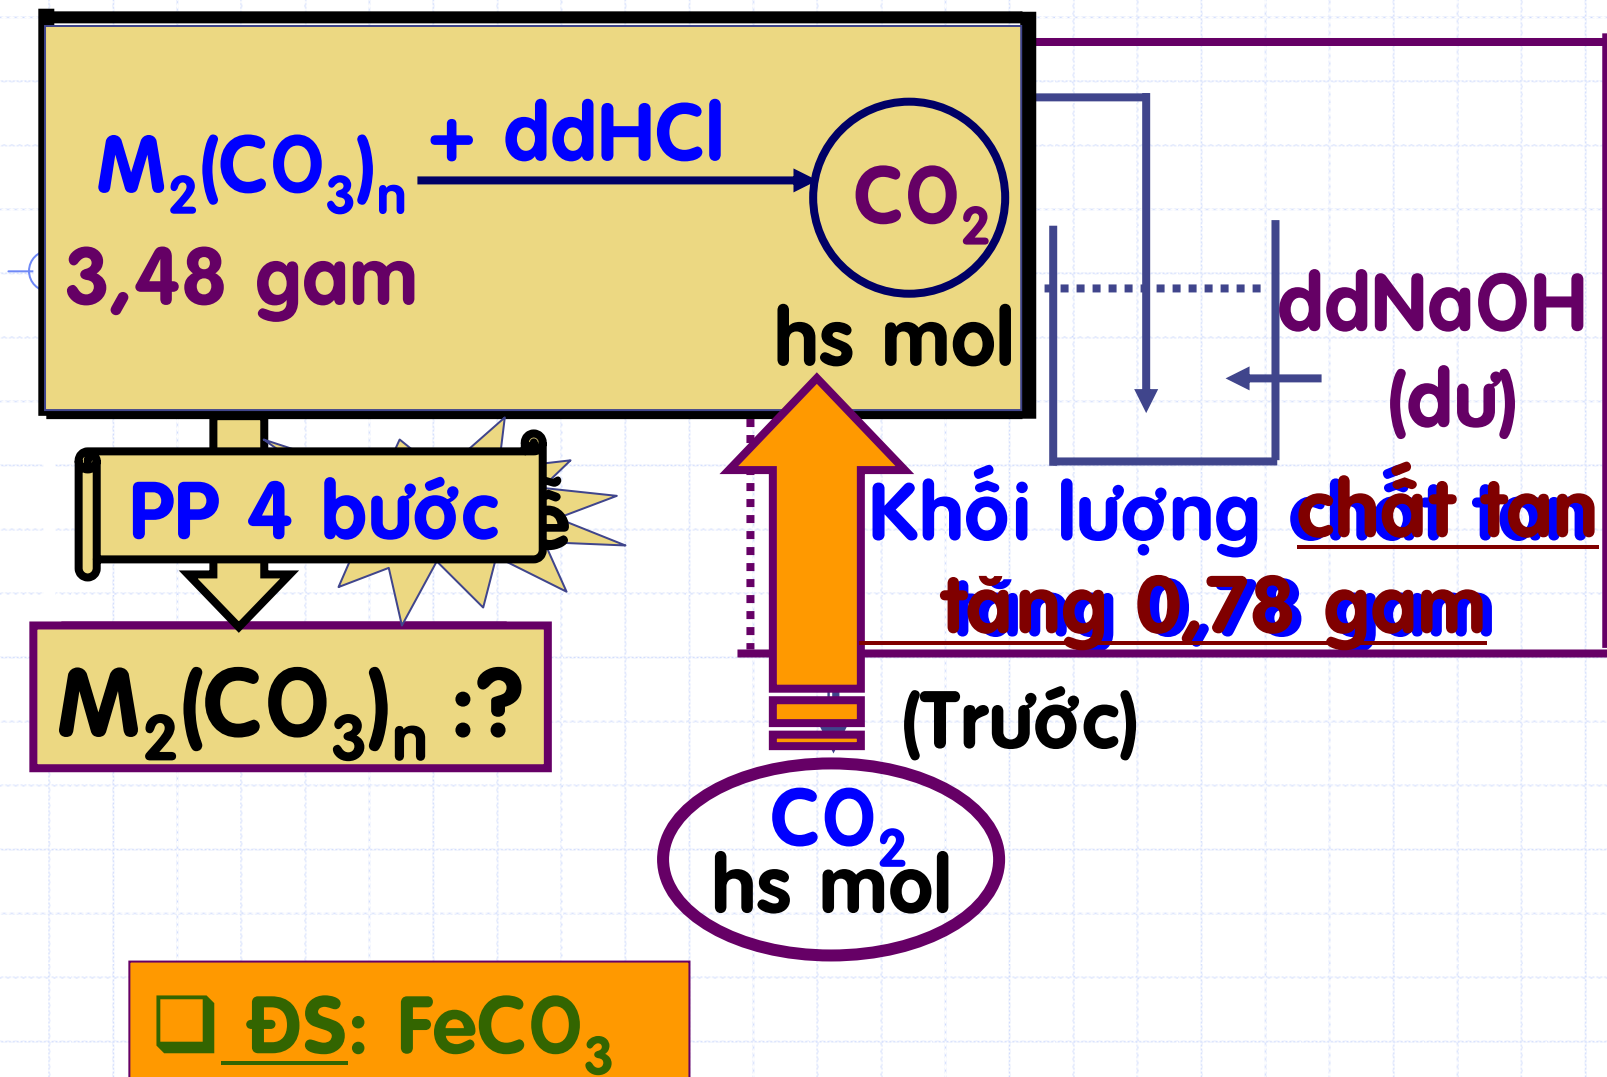 M2(CO3)n + ddHCl CO2
3,48 gam
hs mol
ddNaOH
(dư)
PP 4 bước
Khối lượng chất tan
tăng 0,78 gam
M2(CO3)n :?
(Trước)
CO2
hs mol
❑ ĐS: FeCO3